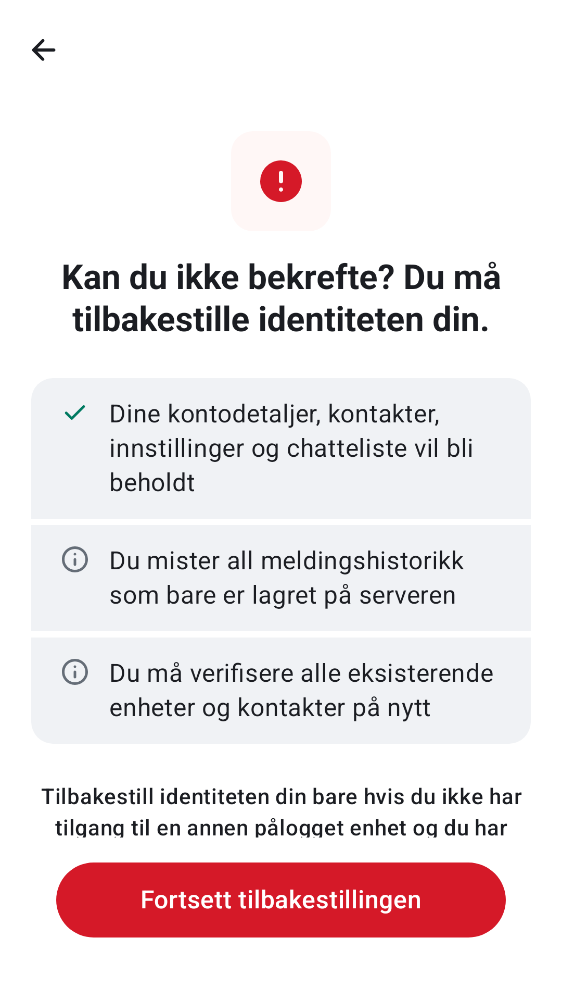 Kan du ikke bekrefte? Du må
tilbakestille identiteten din.
Dine kontodetaljer, kontakter,
innstillinger og chatteliste vil bli
beholdt
Du mister all meldingshistorikk
som bare er lagret på serveren
Du må verifisere alle eksisterende
enheter og kontakter på nytt
Tilbakestill identiteten din bare hvis du ikke har
tilgang til en annen pålogget enhet og du har
Fortsett tilbakestillingen